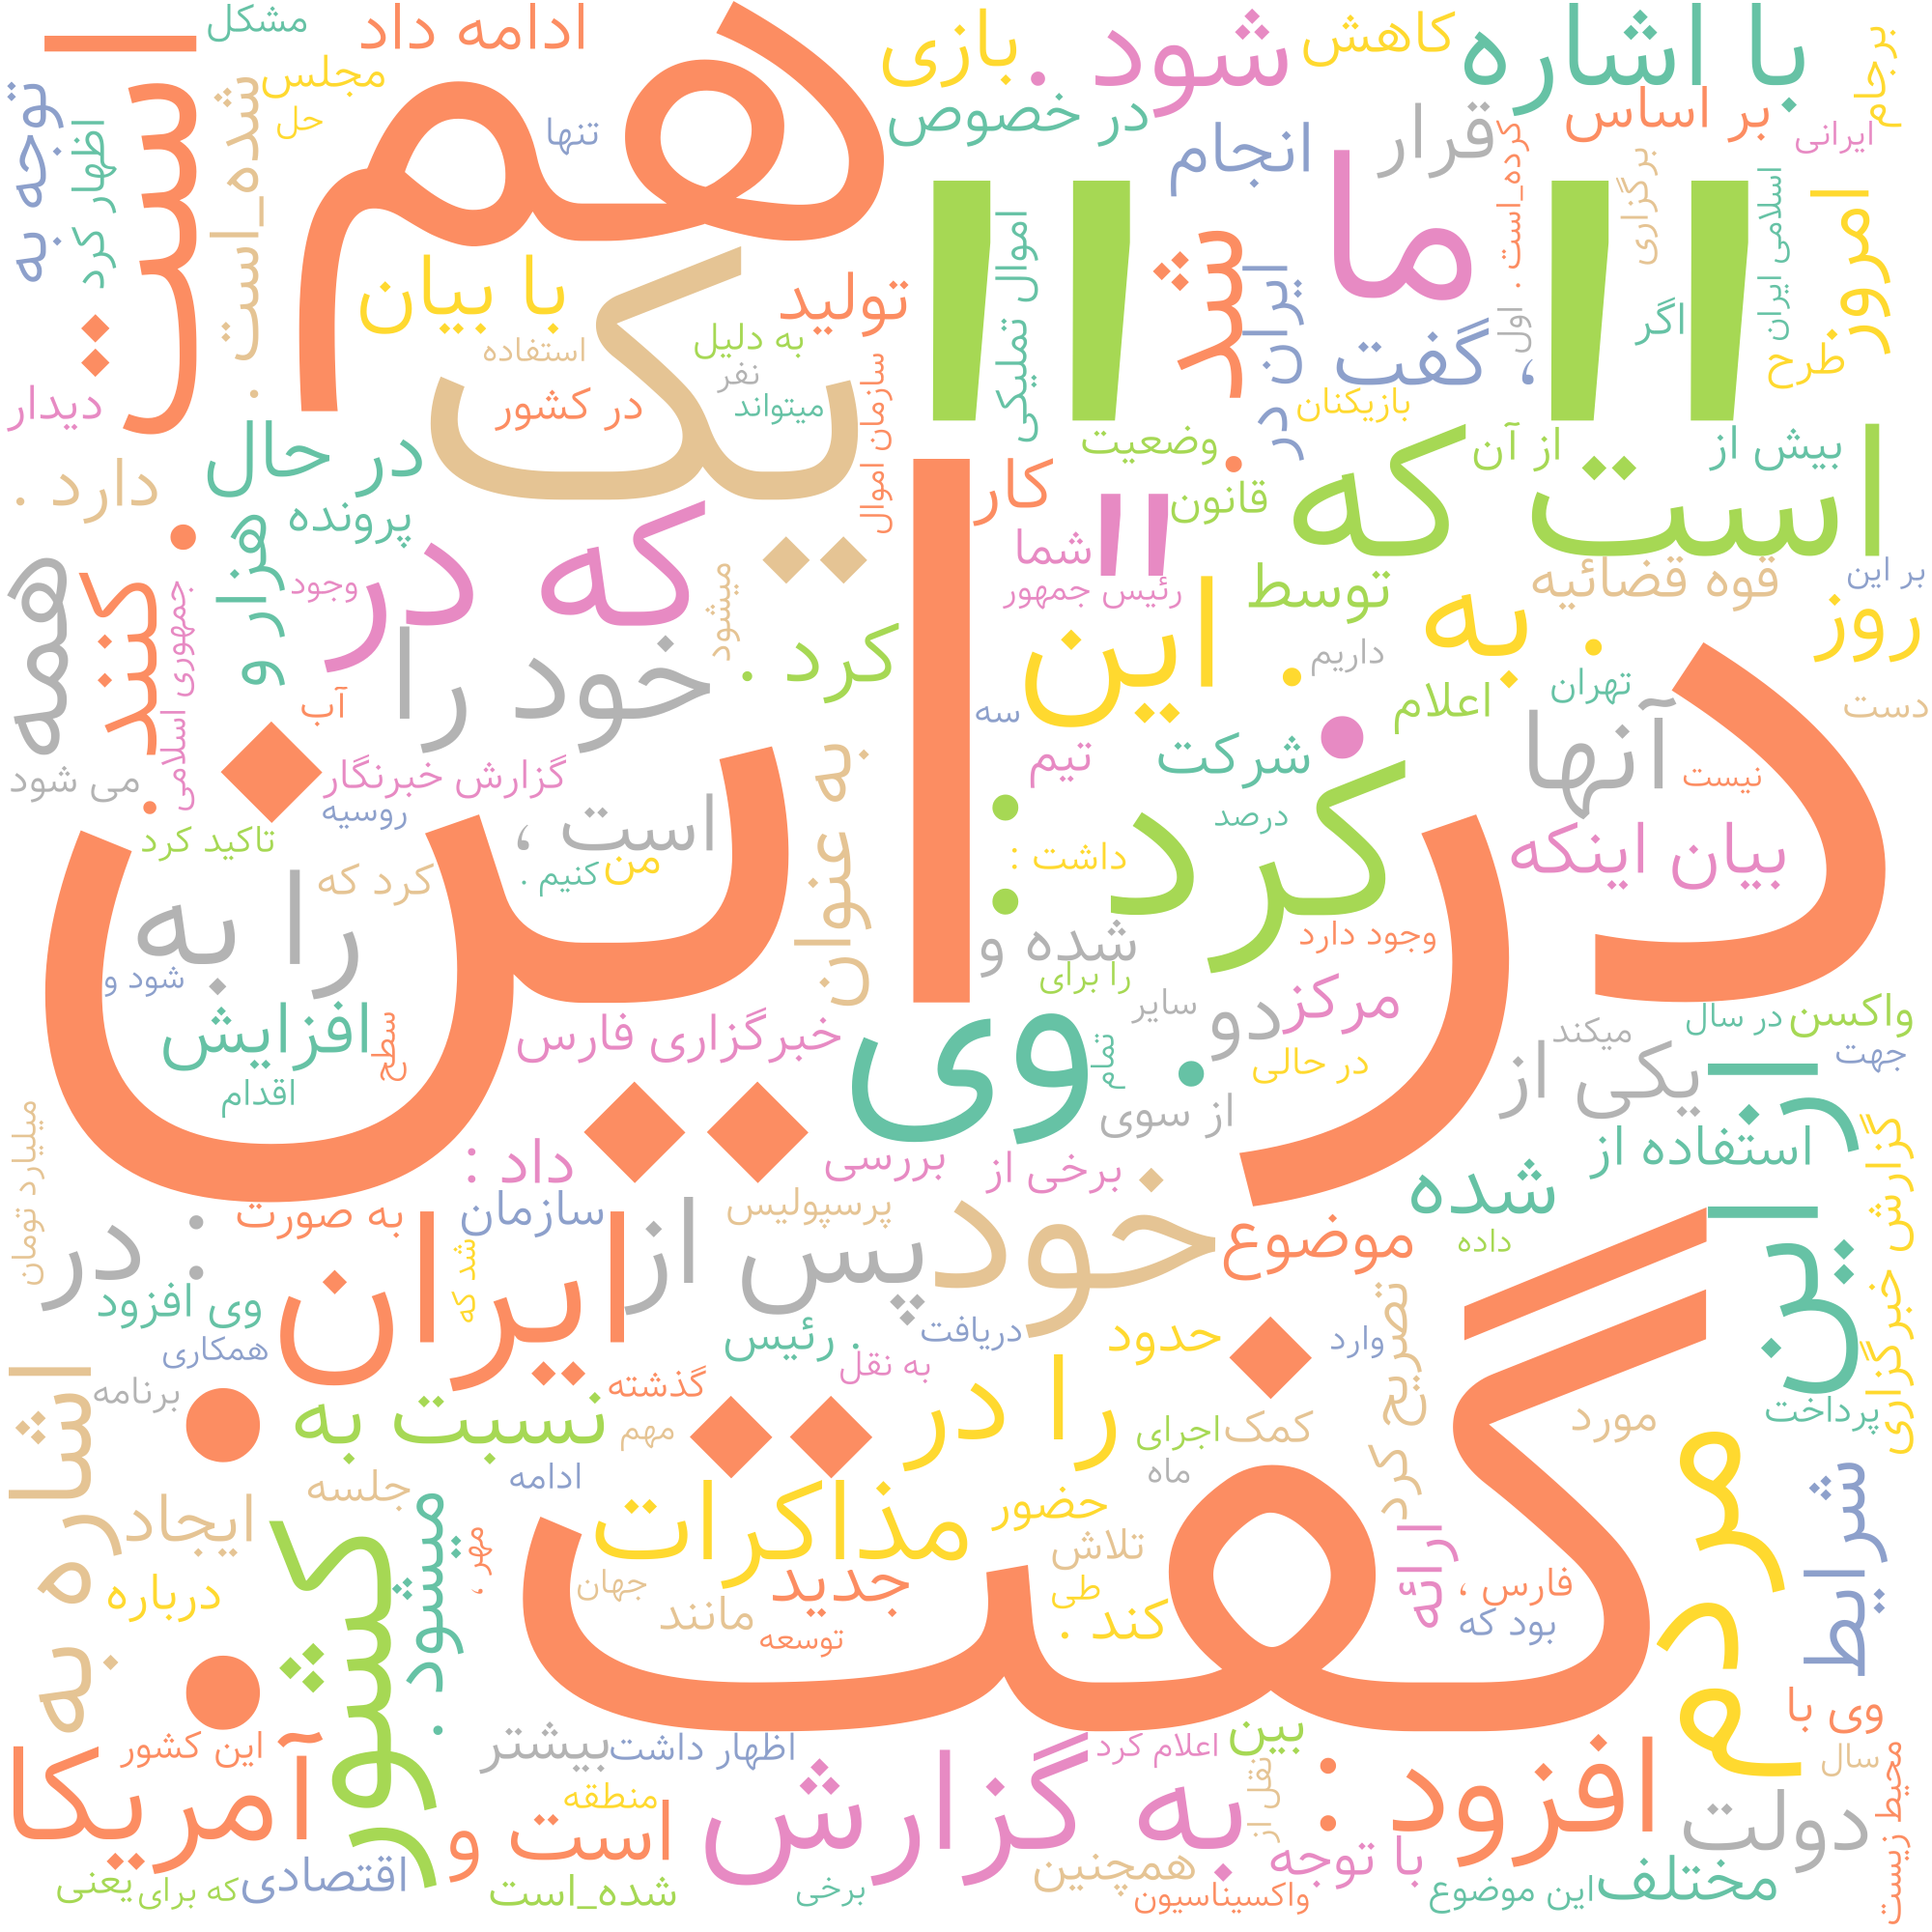 مشکل
ادامه داد
هم
بازی
شود .
کاهش
با اشاره
برجام
است
توجه به
اظهار کرد
مجلس
حل
شده_است .
تنها
در خصوص
انجام
قرار
کرده_است .
بر اساس
ایرانی
"
"
ما
برگزاری
اسلامی ایران
امروز
اموال تملیکی
شد .
ایران در
، گفت
اول
اگر
طرح
با بیان
یک
تولید
به دلیل
استفاده
نفر
میتواند
در کشور
سازمان اموال
دیدار
بازیکنان
در حال
دارد .
وضعیت
است که
از آن
بیش از
کار
قانون
هزار و
پرونده
که در
شما
"
رئیس جمهور
توسط
قوه قضائیه
بر این
همه
کنند .
جمهوری اسلامی
وجود
میشود
کرد .
. این
. به
روز
داریم
تهران
خود را
آب
سه
اعلام
دست
این
در
آنها
می شود
گزارش خبرنگار
روسیه
به عنوان
تیم
شرکت
نیست
تاکید کرد
است ،
من
کنیم .
کرد که
کرد :
درصد
داشت :
بیان اینکه
را به
شده و
وجود دارد
را برای
شود و
افزایش
سطح
اقدام
خبرگزاری فارس
. وی
تمام
سایر
دو
مرکز
در حالی
میکند
یکی از
در سال
واکسن
جهت
از سوی
میلیارد تومان
داد :
بررسی
برخی از
استفاده از
شده
را در این
گزارش خبرگزاری
: در
به صورت
سازمان
پرسپولیس
پس از
خود
موضوع
داده
وی افزود
ایران
شد که
همکاری
. رئیس
دریافت
حدود
وارد
تصریح کرد
به نقل
گذشته
برنامه
اشاره به
نسبت به
مهم
را در
اجرای
کمک
مورد
پرداخت
ماه
گفت :
جلسه
ادامه
ایجاد
کشور
میشود .
مهر ،
مذاکرات
حضور
تلاش
مردم
شرایط
درباره
جهان
جدید
مانند
توسعه
طی
کند .
ارائه
فارس ،
بود که
این کشور
آمریکا
بیشتر
اظهار داشت
اعلام کرد
بین
نقل از
وی با
سال
محیط زیست
افزود :
دولت
منطقه
است و
به گزارش
همچنین
با توجه
یعنی
که برای
اقتصادی
شده_است
برخی
واکسیناسیون
این موضوع
مختلف